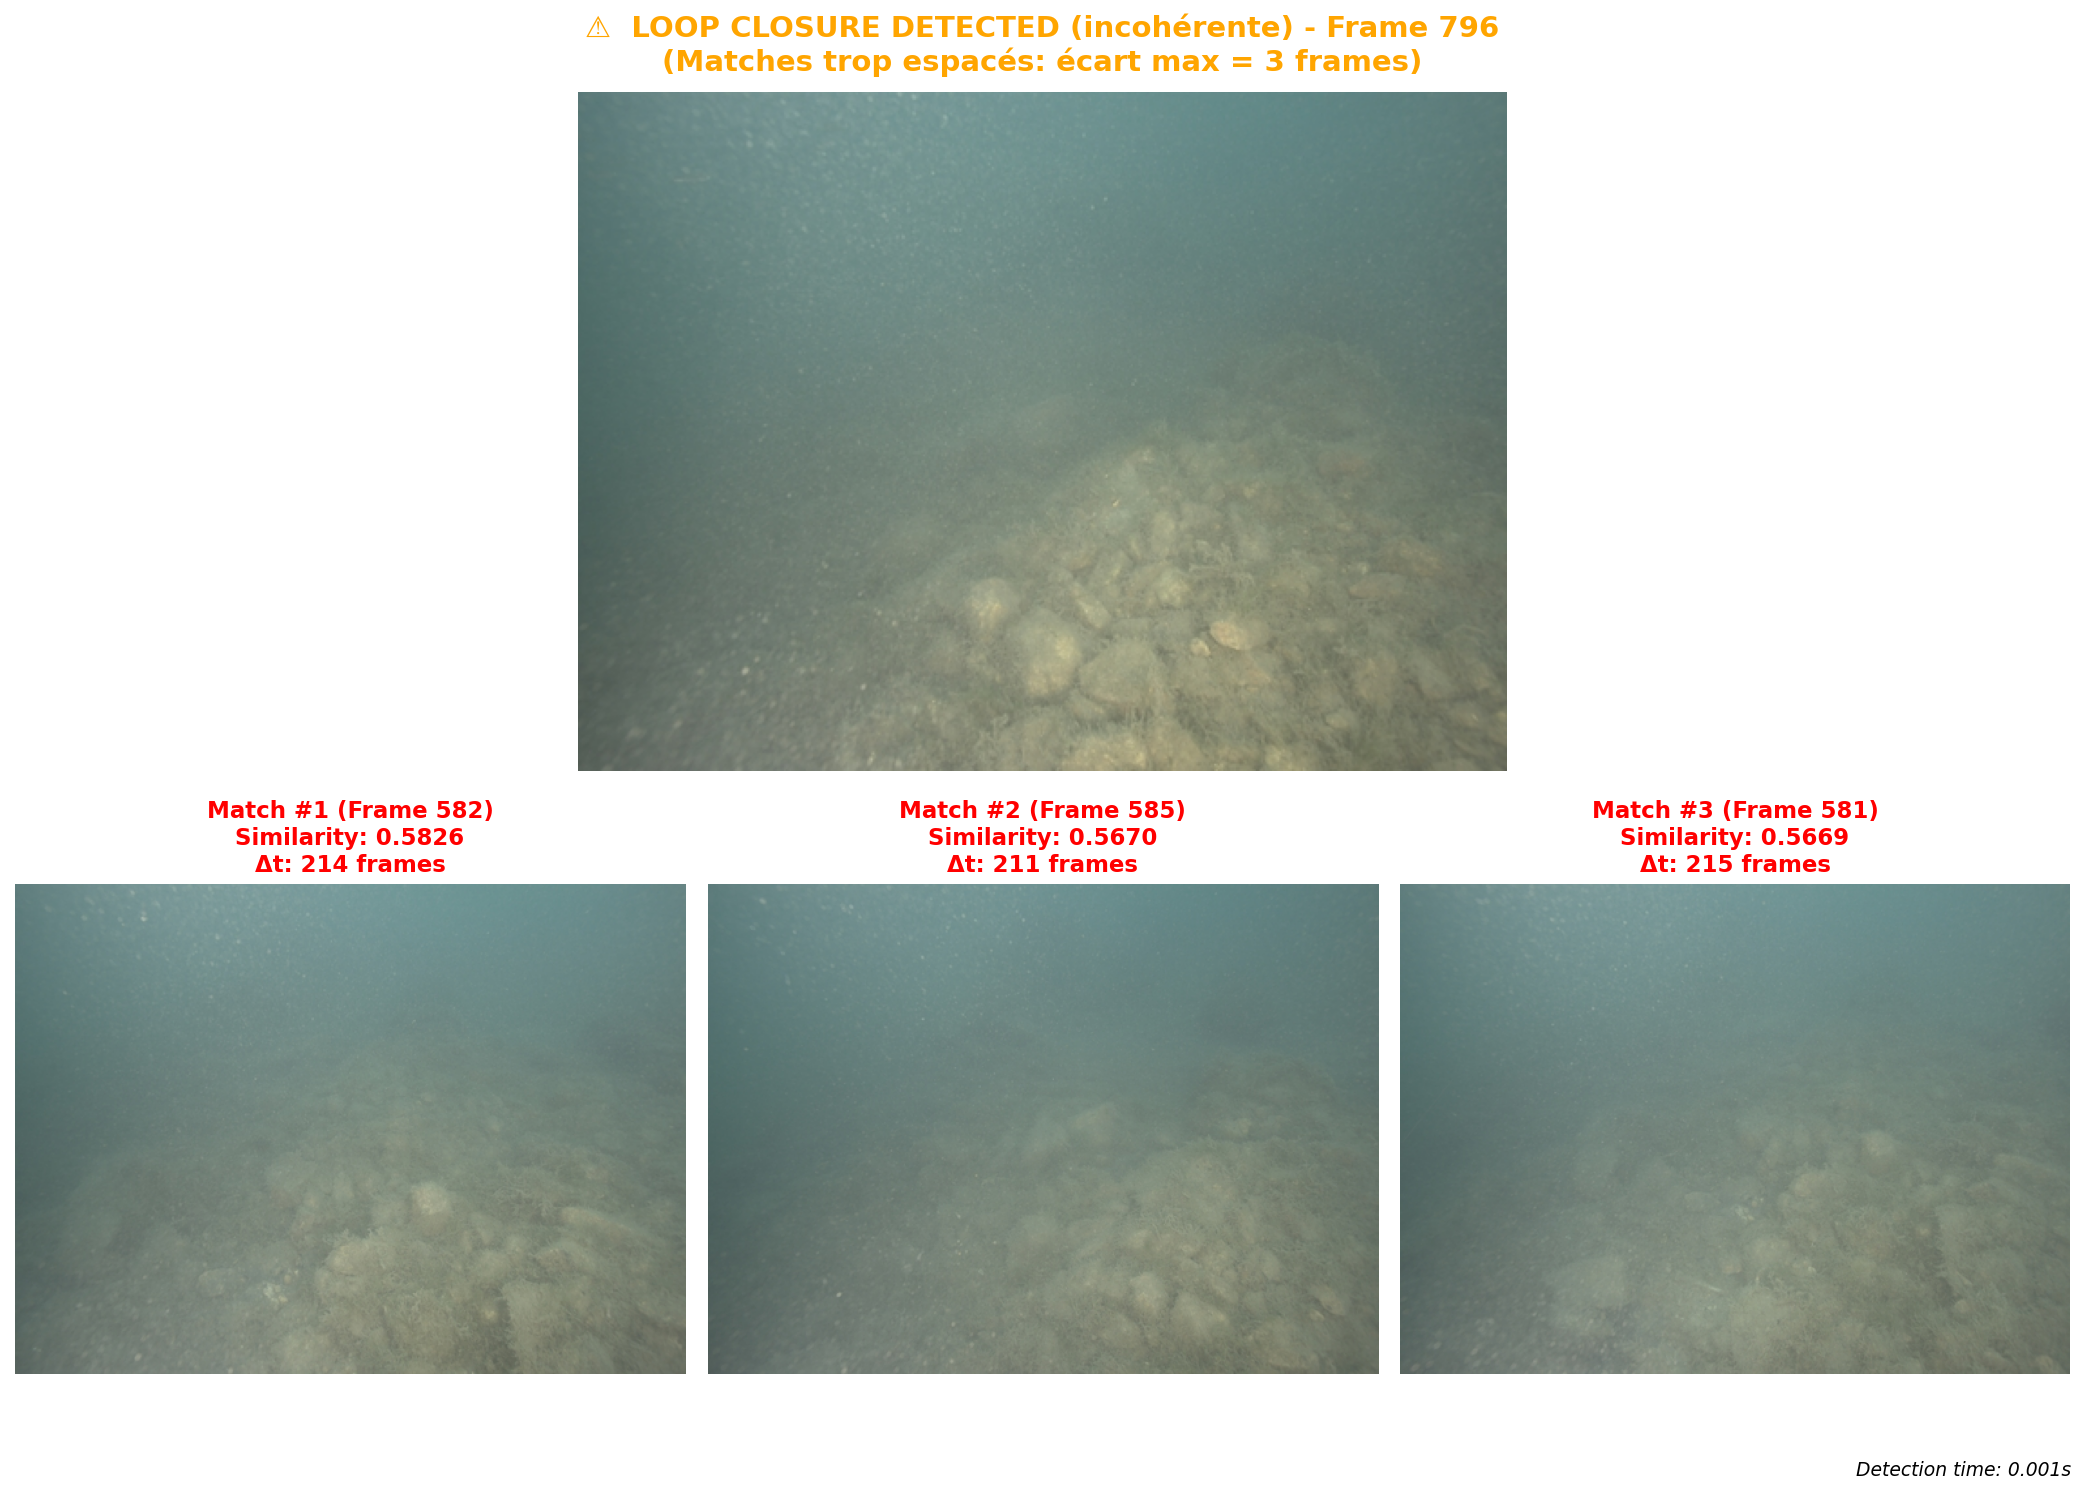 ⚠ LOOP CLOSURE DETECTED (incohérente) - Frame 796
(Matches trop espacés: écart max = 3 frames)
Match #1 (Frame 582)
Similarity: 0.5826
Δt: 214 frames
Match #2 (Frame 585)
Similarity: 0.5670
Δt: 211 frames
Match #3 (Frame 581)
Similarity: 0.5669
Δt: 215 frames
Detection time: 0.001s